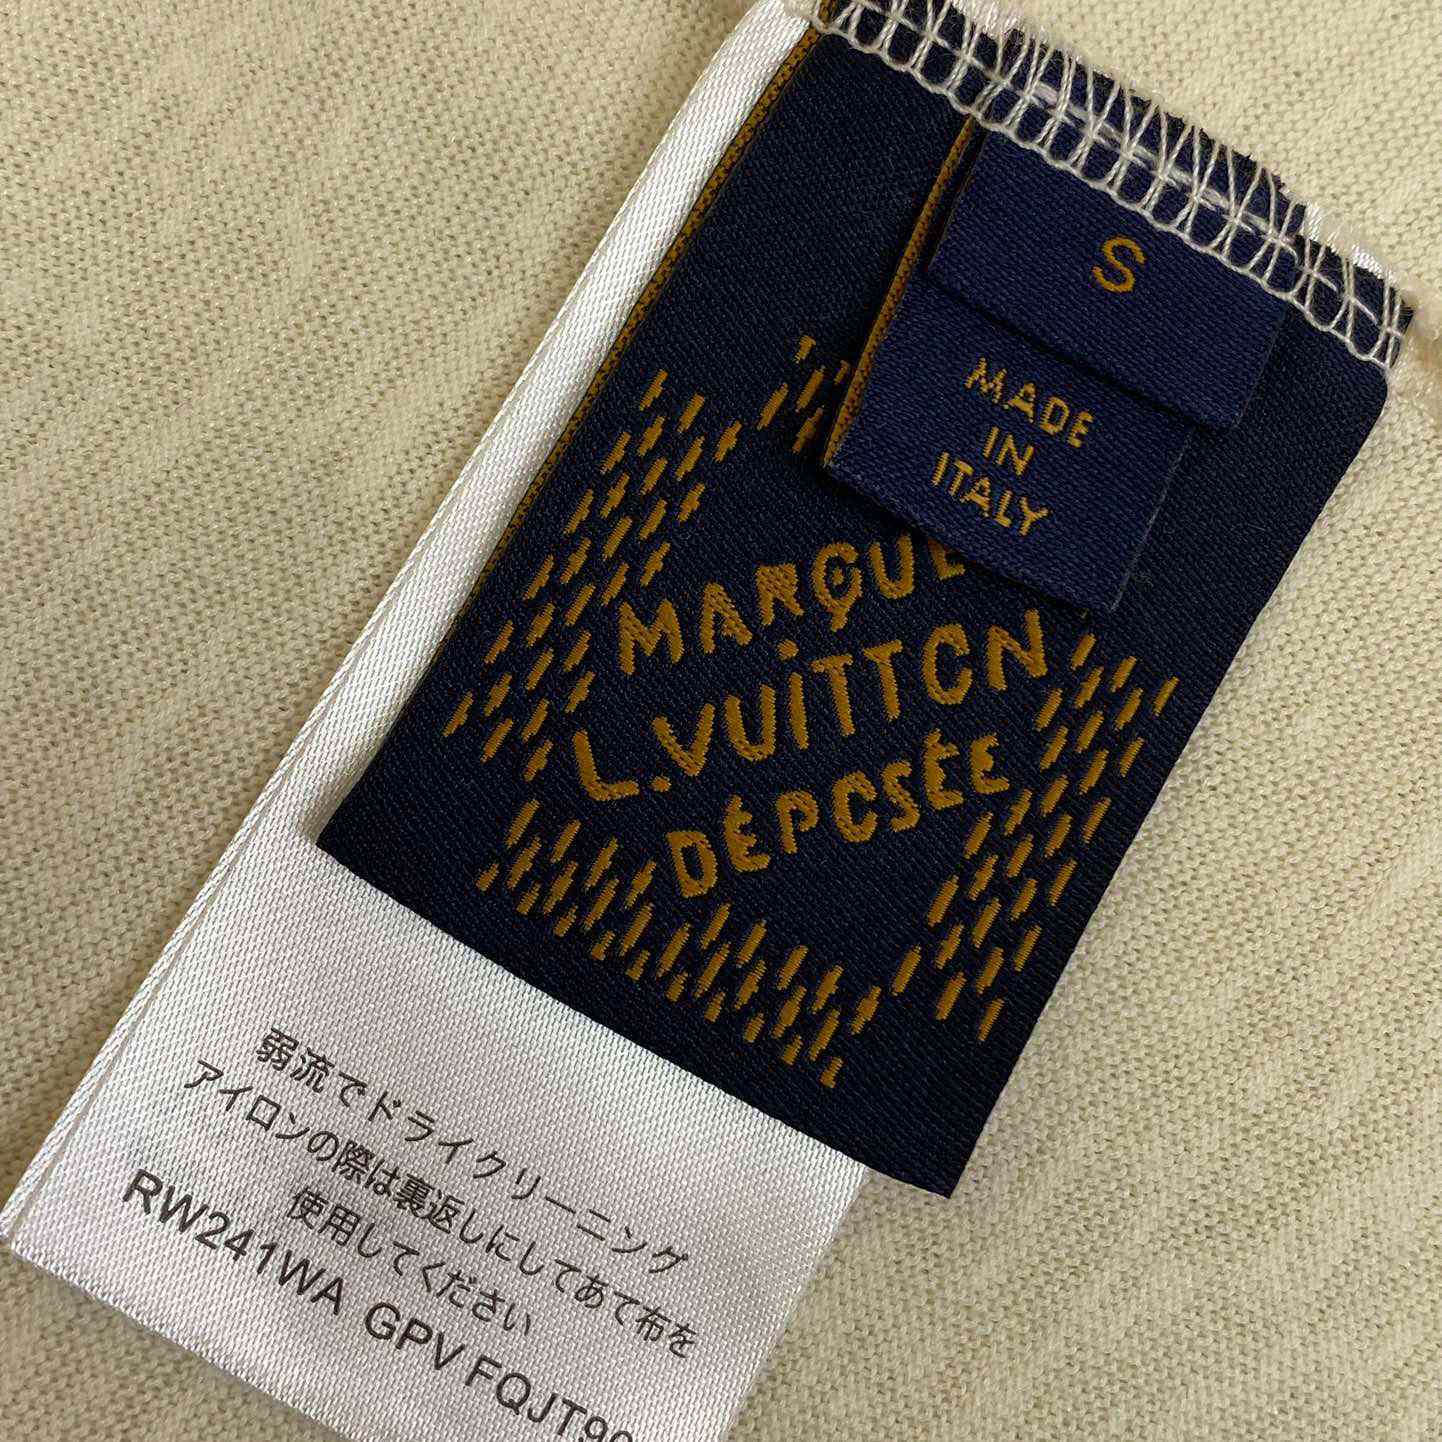 S
MADE
IN
ITALY
L.VUITTON
DÉPOSÉE
弱流でドライクリーニング
アイロンの際は裏返しにしてあて布を
使用してください
RW241WA GPV